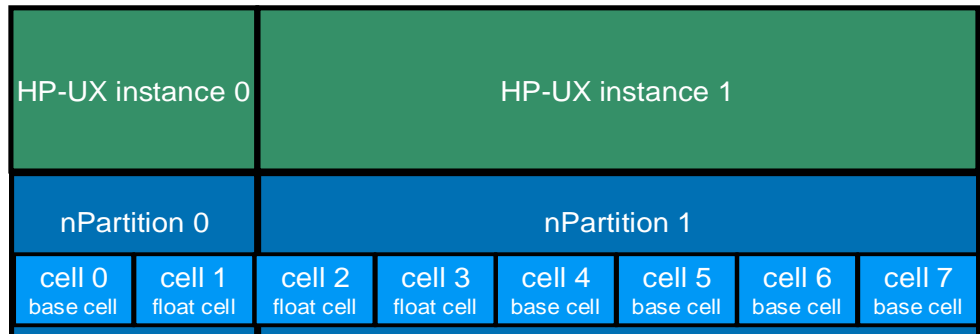 HP-UX instance 0 HP-UX instance 1
nPartition 0 nPartition 1
cell 0 cell 1 cell 2 cell 3 cell 4 cell 5 cell 6 cell 7
base cell float cell float cell float cell base cell base cell base cell base cell